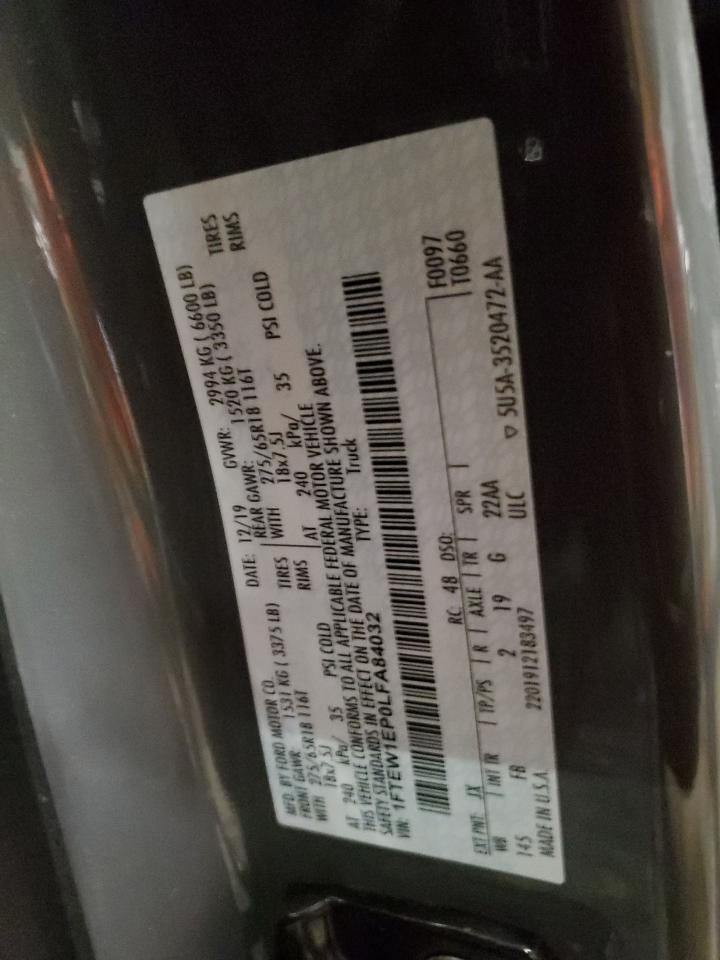 MFD. BY FORD MOTOR CO.
DATE: 12/19 GVWR: 2994 KG ( 6600 LB)
FRONT GAWR: 1531 KG ( 3375 LB) REAR GAWR: 1520 KG ( 3350 LB)
WITH 275/65R18 116T TIRES WITH 275/65R18 116T TIRES
18x7.5J RIMS 18x7.5J RIMS
AT 240 kPa/ 35 PSI COLD AT 240 kPa/ 35 PSI COLD
THIS VEHICLE CONFORMS TO ALL APPLICABLE FEDERAL MOTOR VEHICLE
SAFETY STANDARDS IN EFFECT ON THE DATE OF MANUFACTURE SHOWN ABOVE.
VIN: 1FTEW1EP0LFA84032 TYPE: Truck
F0097
T0660
EXT PNT: JX RC: 48 DSO:
WB INT TR TP/PS R AXLE TR SPR
145 FB 2 19 G 22AA
MADE IN U.S.A. 2201912183497 ULC ▽ 5U5A-3520472-AA